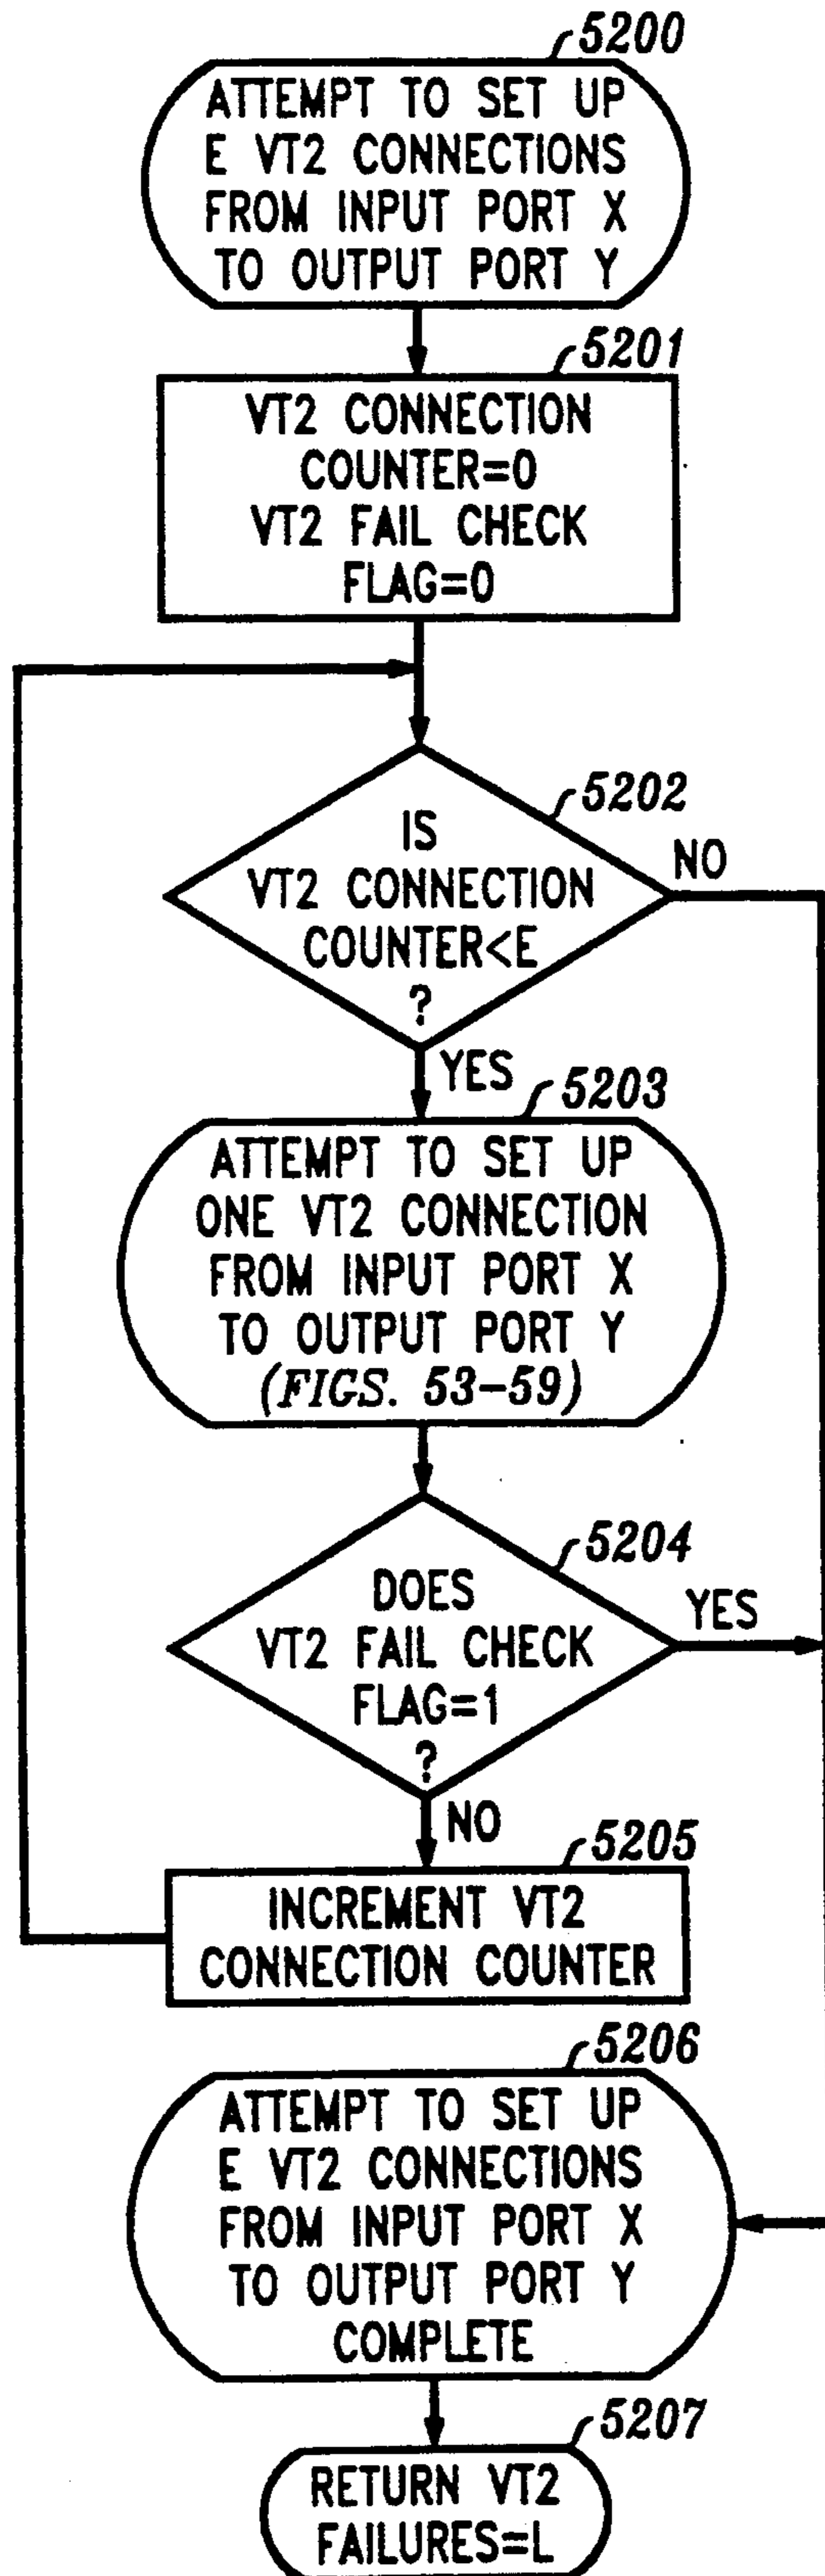 5200
ATTEMPT TO SET UP
E VT2 CONNECTIONS
FROM INPUT PORT X
TO OUTPUT PORT Y
5201
VT2 CONNECTION
COUNTER=0
VT2 FAIL CHECK
FLAG=0
5202
IS
VT2 CONNECTION
COUNTER<E
?
NO
YES
5203
ATTEMPT TO SET UP
ONE VT2 CONNECTION
FROM INPUT PORT X
TO OUTPUT PORT Y
(FIGS. 53-59)
5204
DOES
VT2 FAIL CHECK
FLAG=1
?
YES
NO
5205
INCREMENT VT2
CONNECTION COUNTER
5206
ATTEMPT TO SET UP
E VT2 CONNECTIONS
FROM INPUT PORT X
TO OUTPUT PORT Y
COMPLETE
5207
RETURN VT2
FAILURES=L